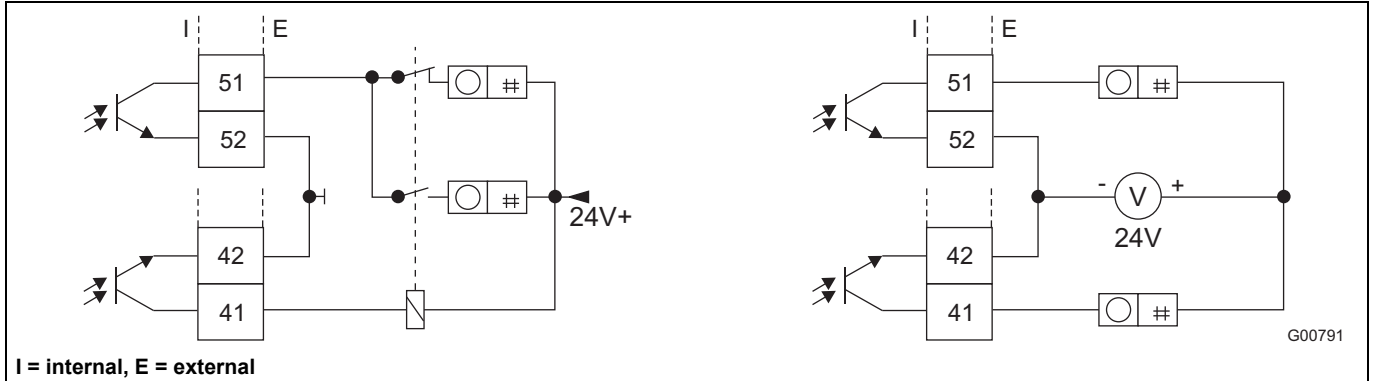 I E I E
51 51
52 52
24V+
- V +
24V
42 42
41 41
G00791
I = internal, E = external